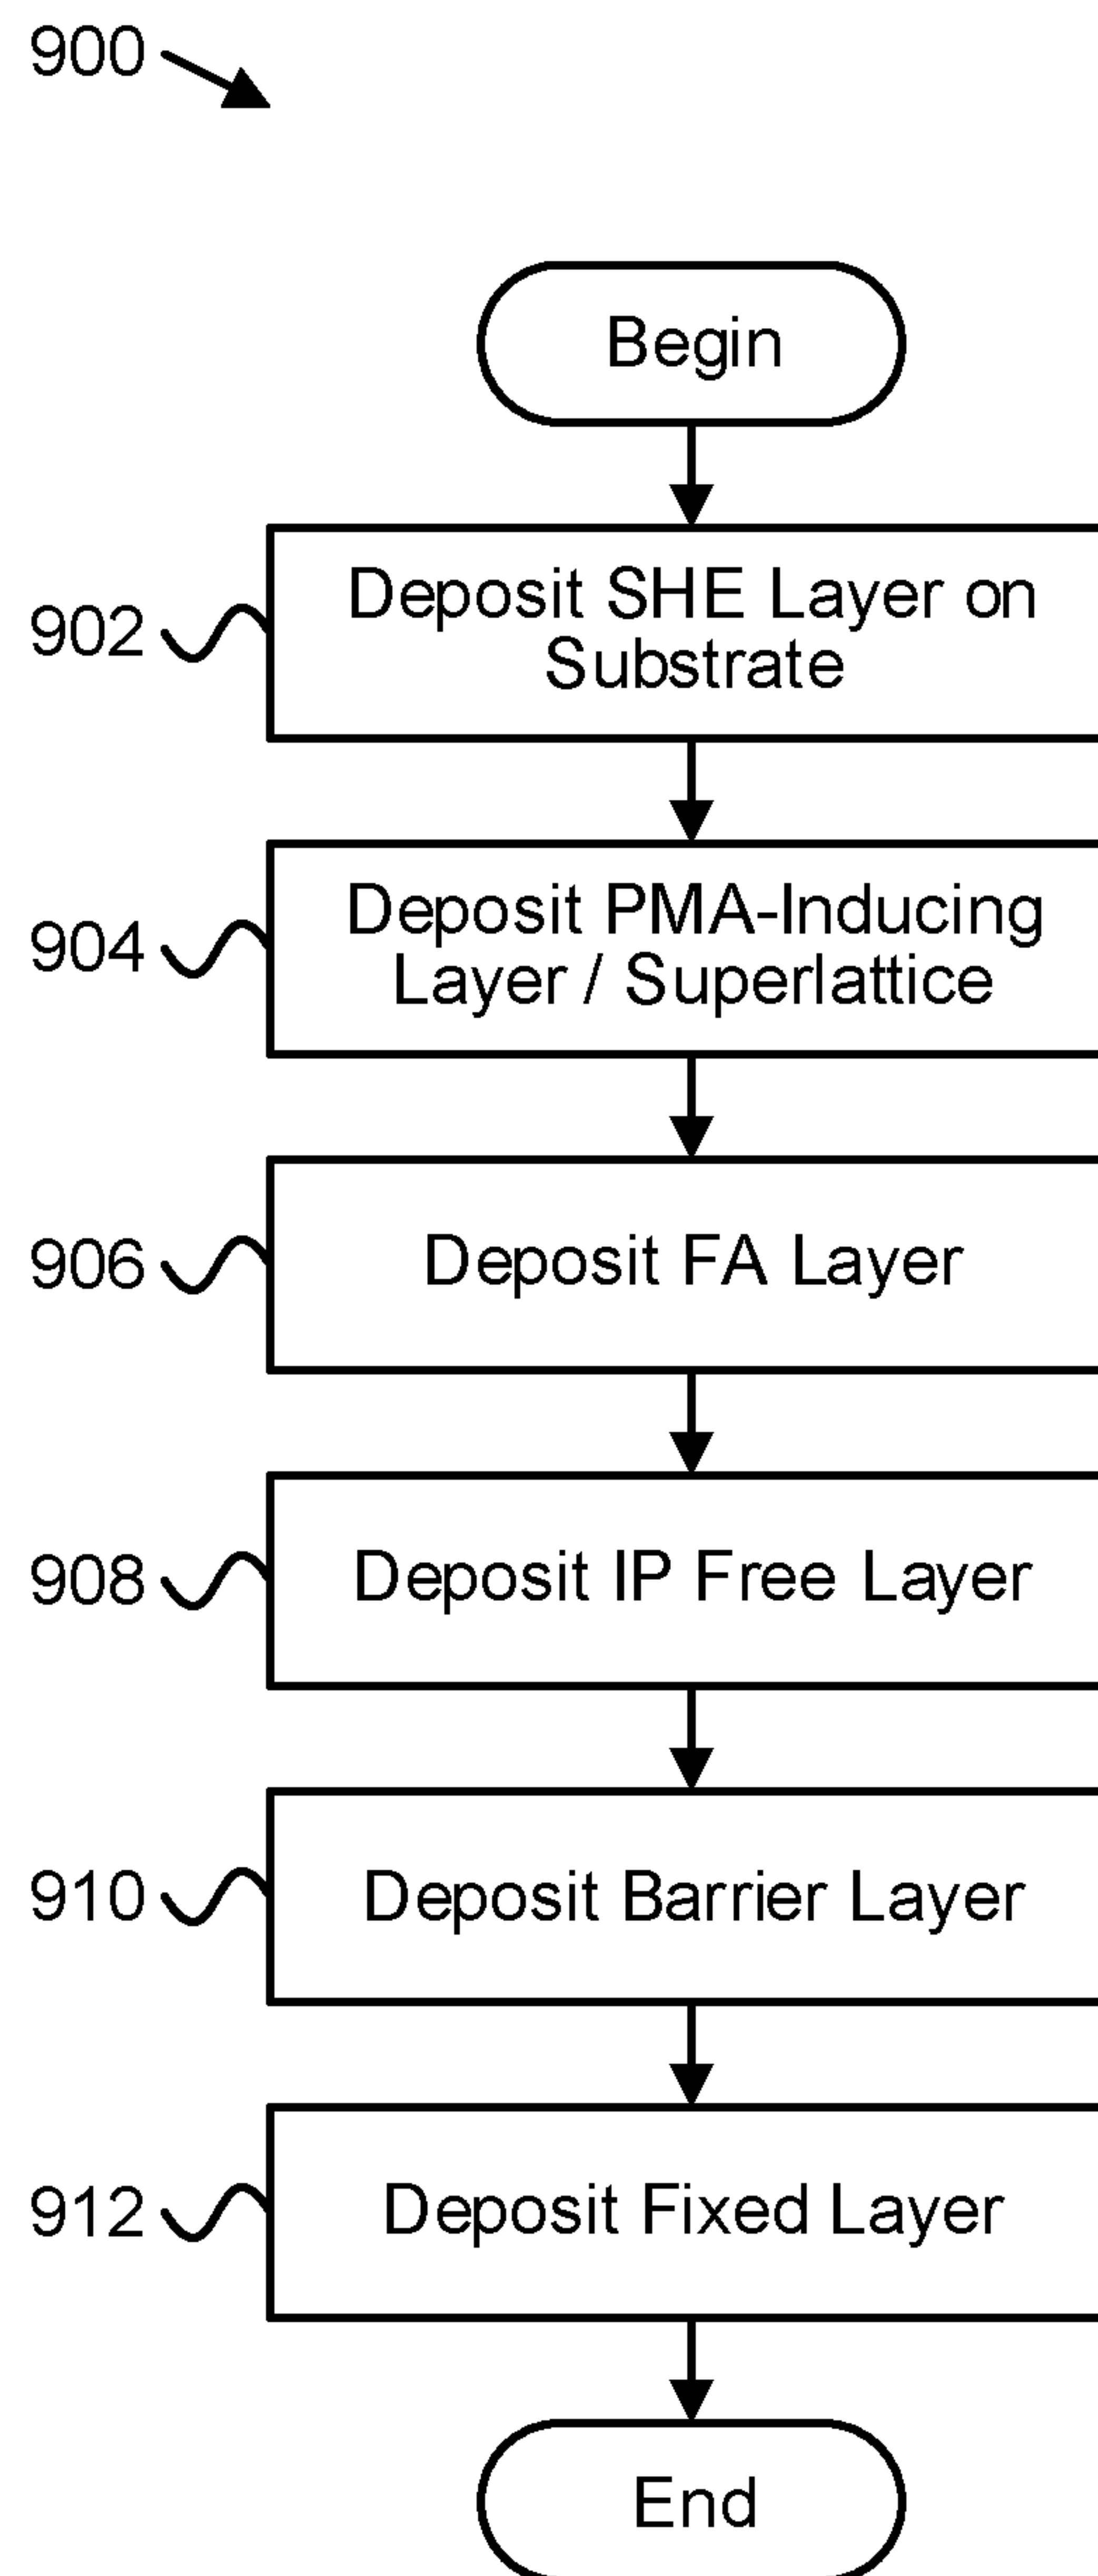 900
Begin
902
Deposit SHE Layer on
Substrate
904
Deposit PMA-Inducing
Layer / Superlattice
906
Deposit FA Layer
908
Deposit IP Free Layer
910
Deposit Barrier Layer
912
Deposit Fixed Layer
End